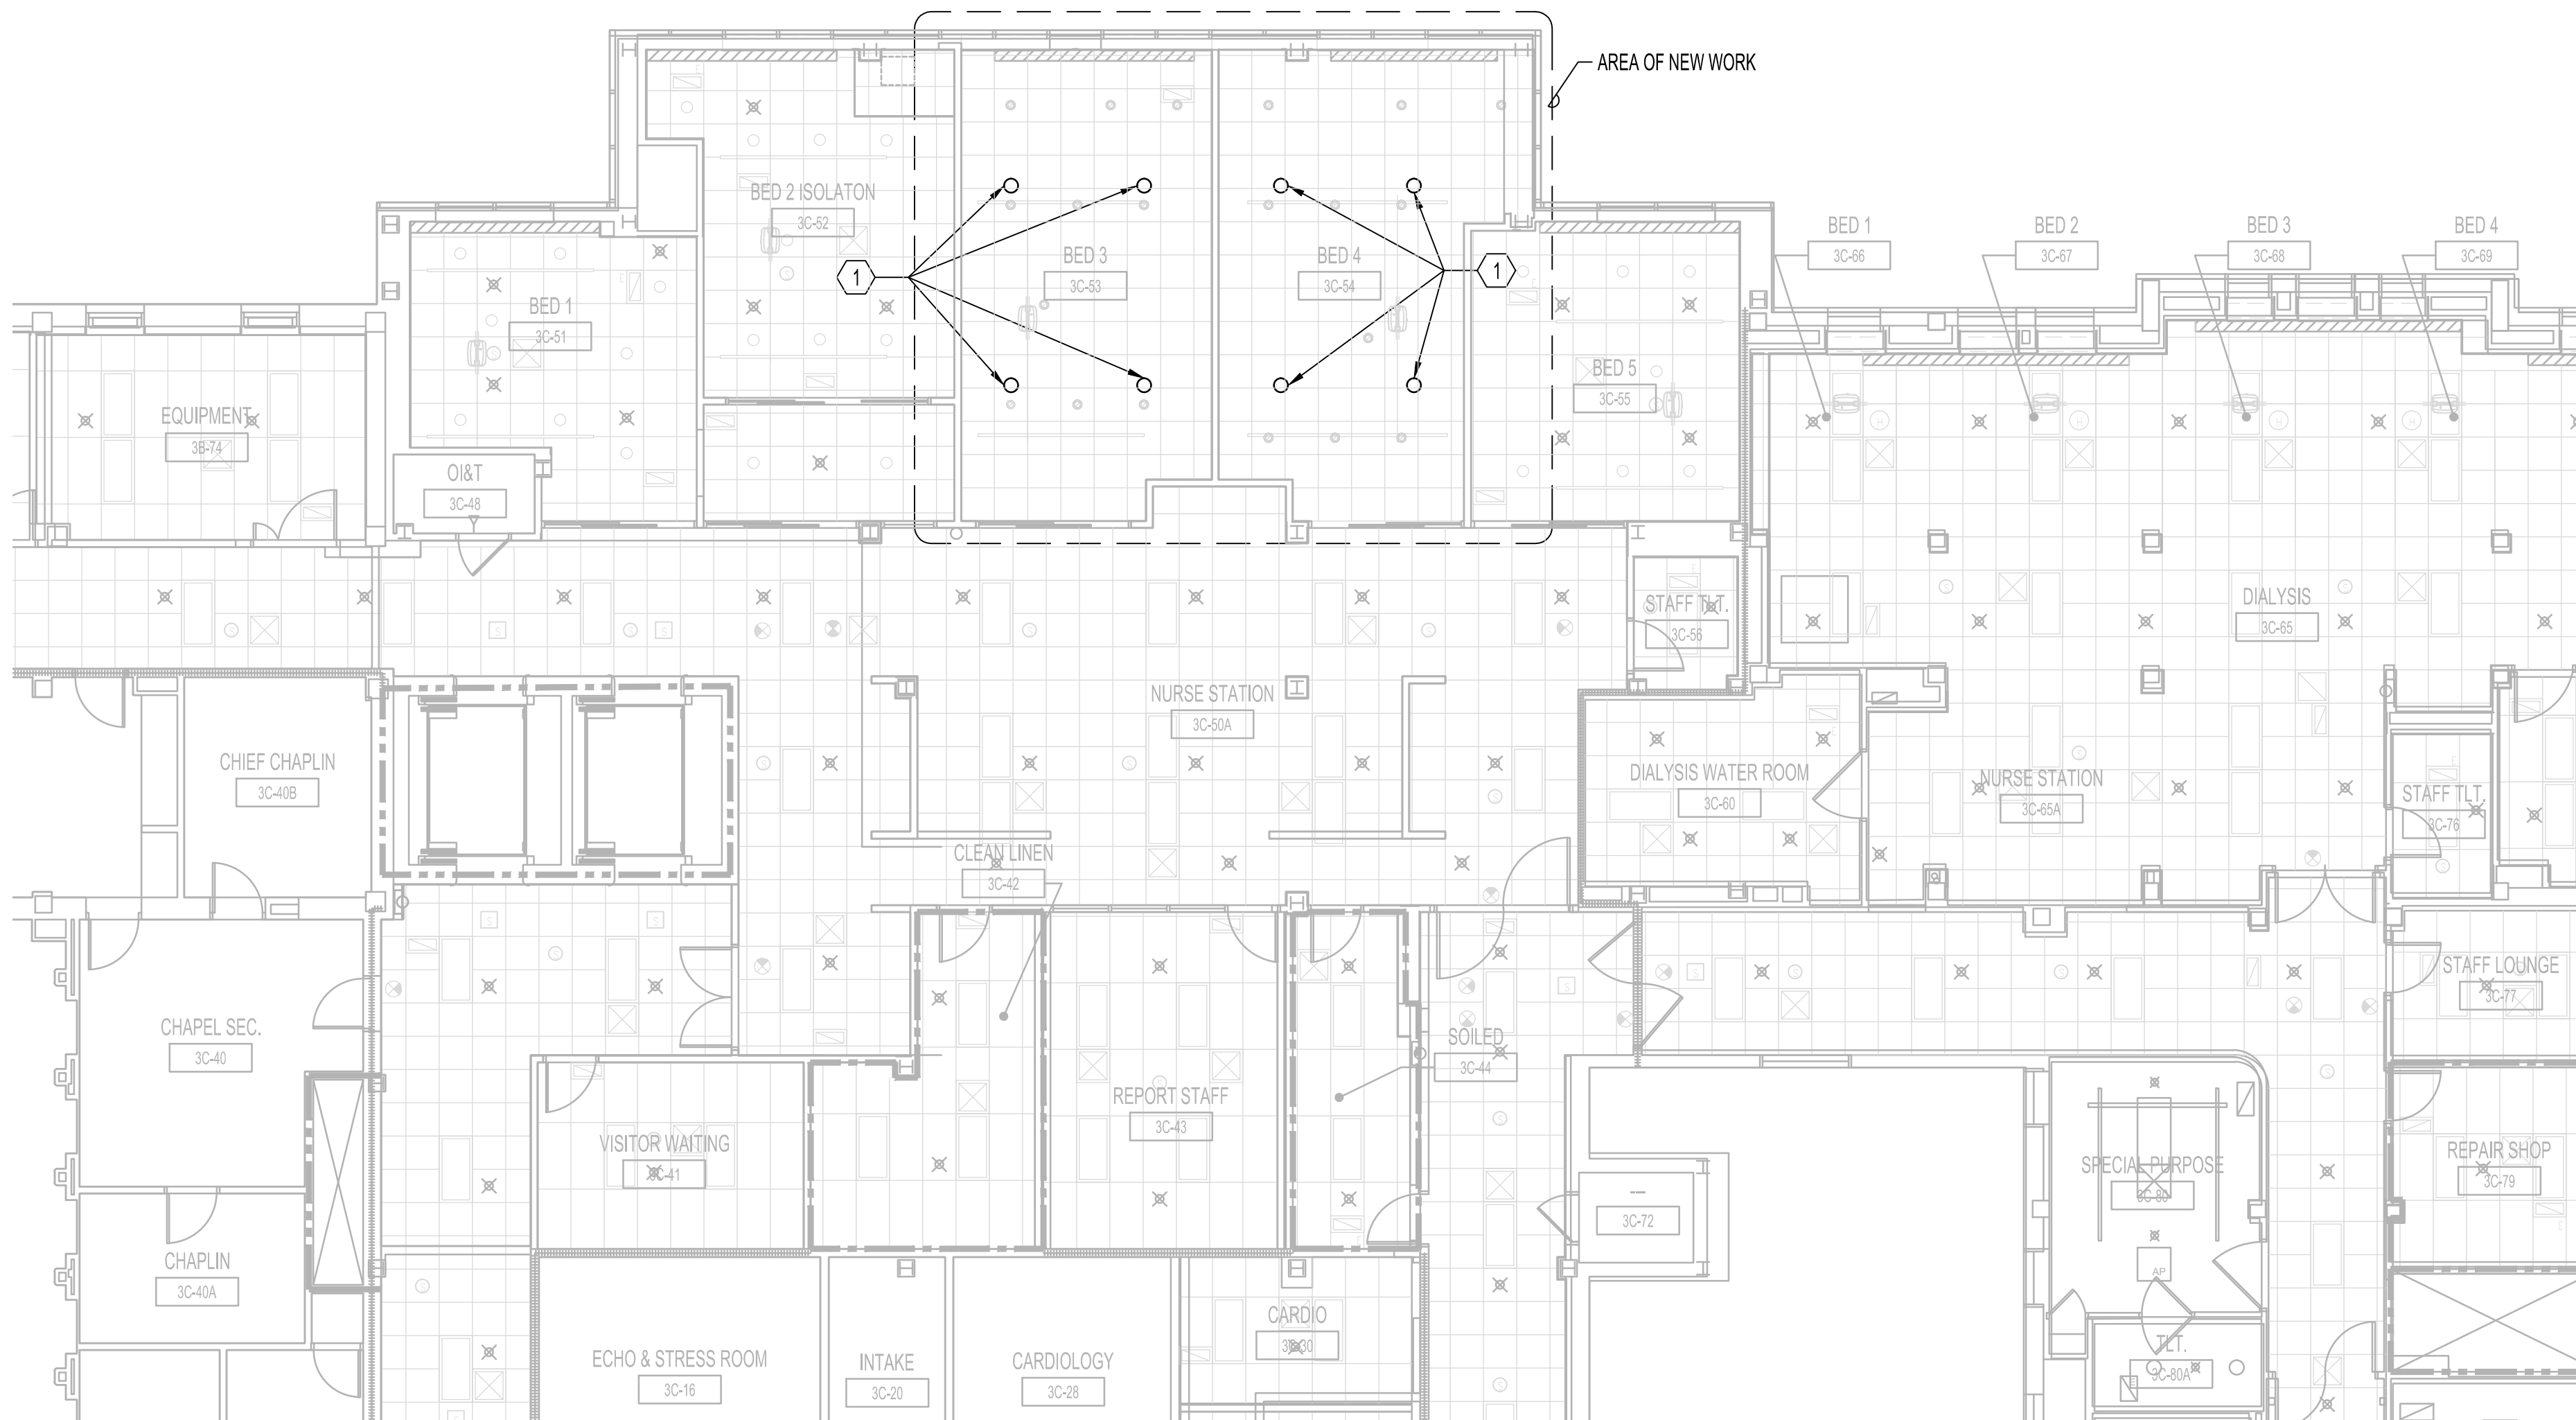 AREA OF NEW WORK
BED 2 ISOLATON
3C-52
BED 3
3C-53
BED 4
3C-54
1
1
BED 1
3C-51
BED 5
3C-55
BED 1
3C-66
BED 2
3C-67
BED 3
3C-68
BED 4
3C-69
EQUIPMENT
3B-74
OI&T
3C-48
STAFF TLT.
3C-56
DIALYSIS
3C-65
NURSE STATION
3C-50A
CHIEF CHAPLIN
3C-40B
DIALYSIS WATER ROOM
3C-60
NURSE STATION
3C-65A
STAFF TLT.
3C-76
CLEAN LINEN
3C-42
STAFF LOUNGE
3C-77
CHAPEL SEC.
3C-40
SOILED
3C-44
REPORT STAFF
3C-43
VISITOR WAITING
3C-41
SPECIAL PURPOSE
3C-80
REPAIR SHOP
3C-79
--
3C-72
CHAPLIN
3C-40A
AP
CARDIO
3C-30
ECHO & STRESS ROOM
3C-16
INTAKE
3C-20
CARDIOLOGY
3C-28
TLT.
3C-80A